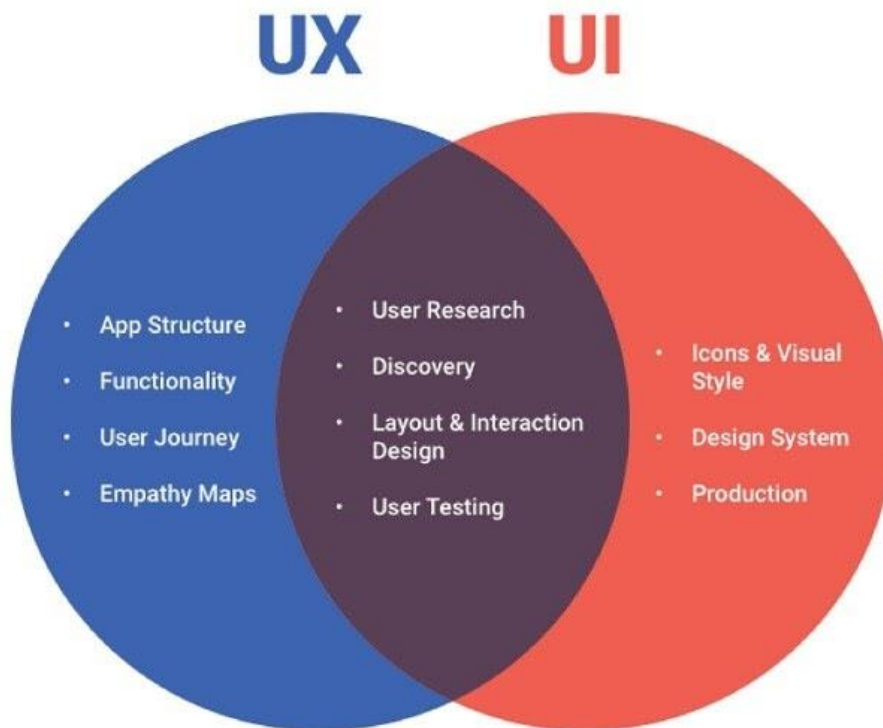 UX
UI
• App Structure
• Functionality
• User Journey
• Empathy Maps
• User Research
• Discovery
• Layout & Interaction
Design
• User Testing
• Icons & Visual
Style
• Design System
• Production